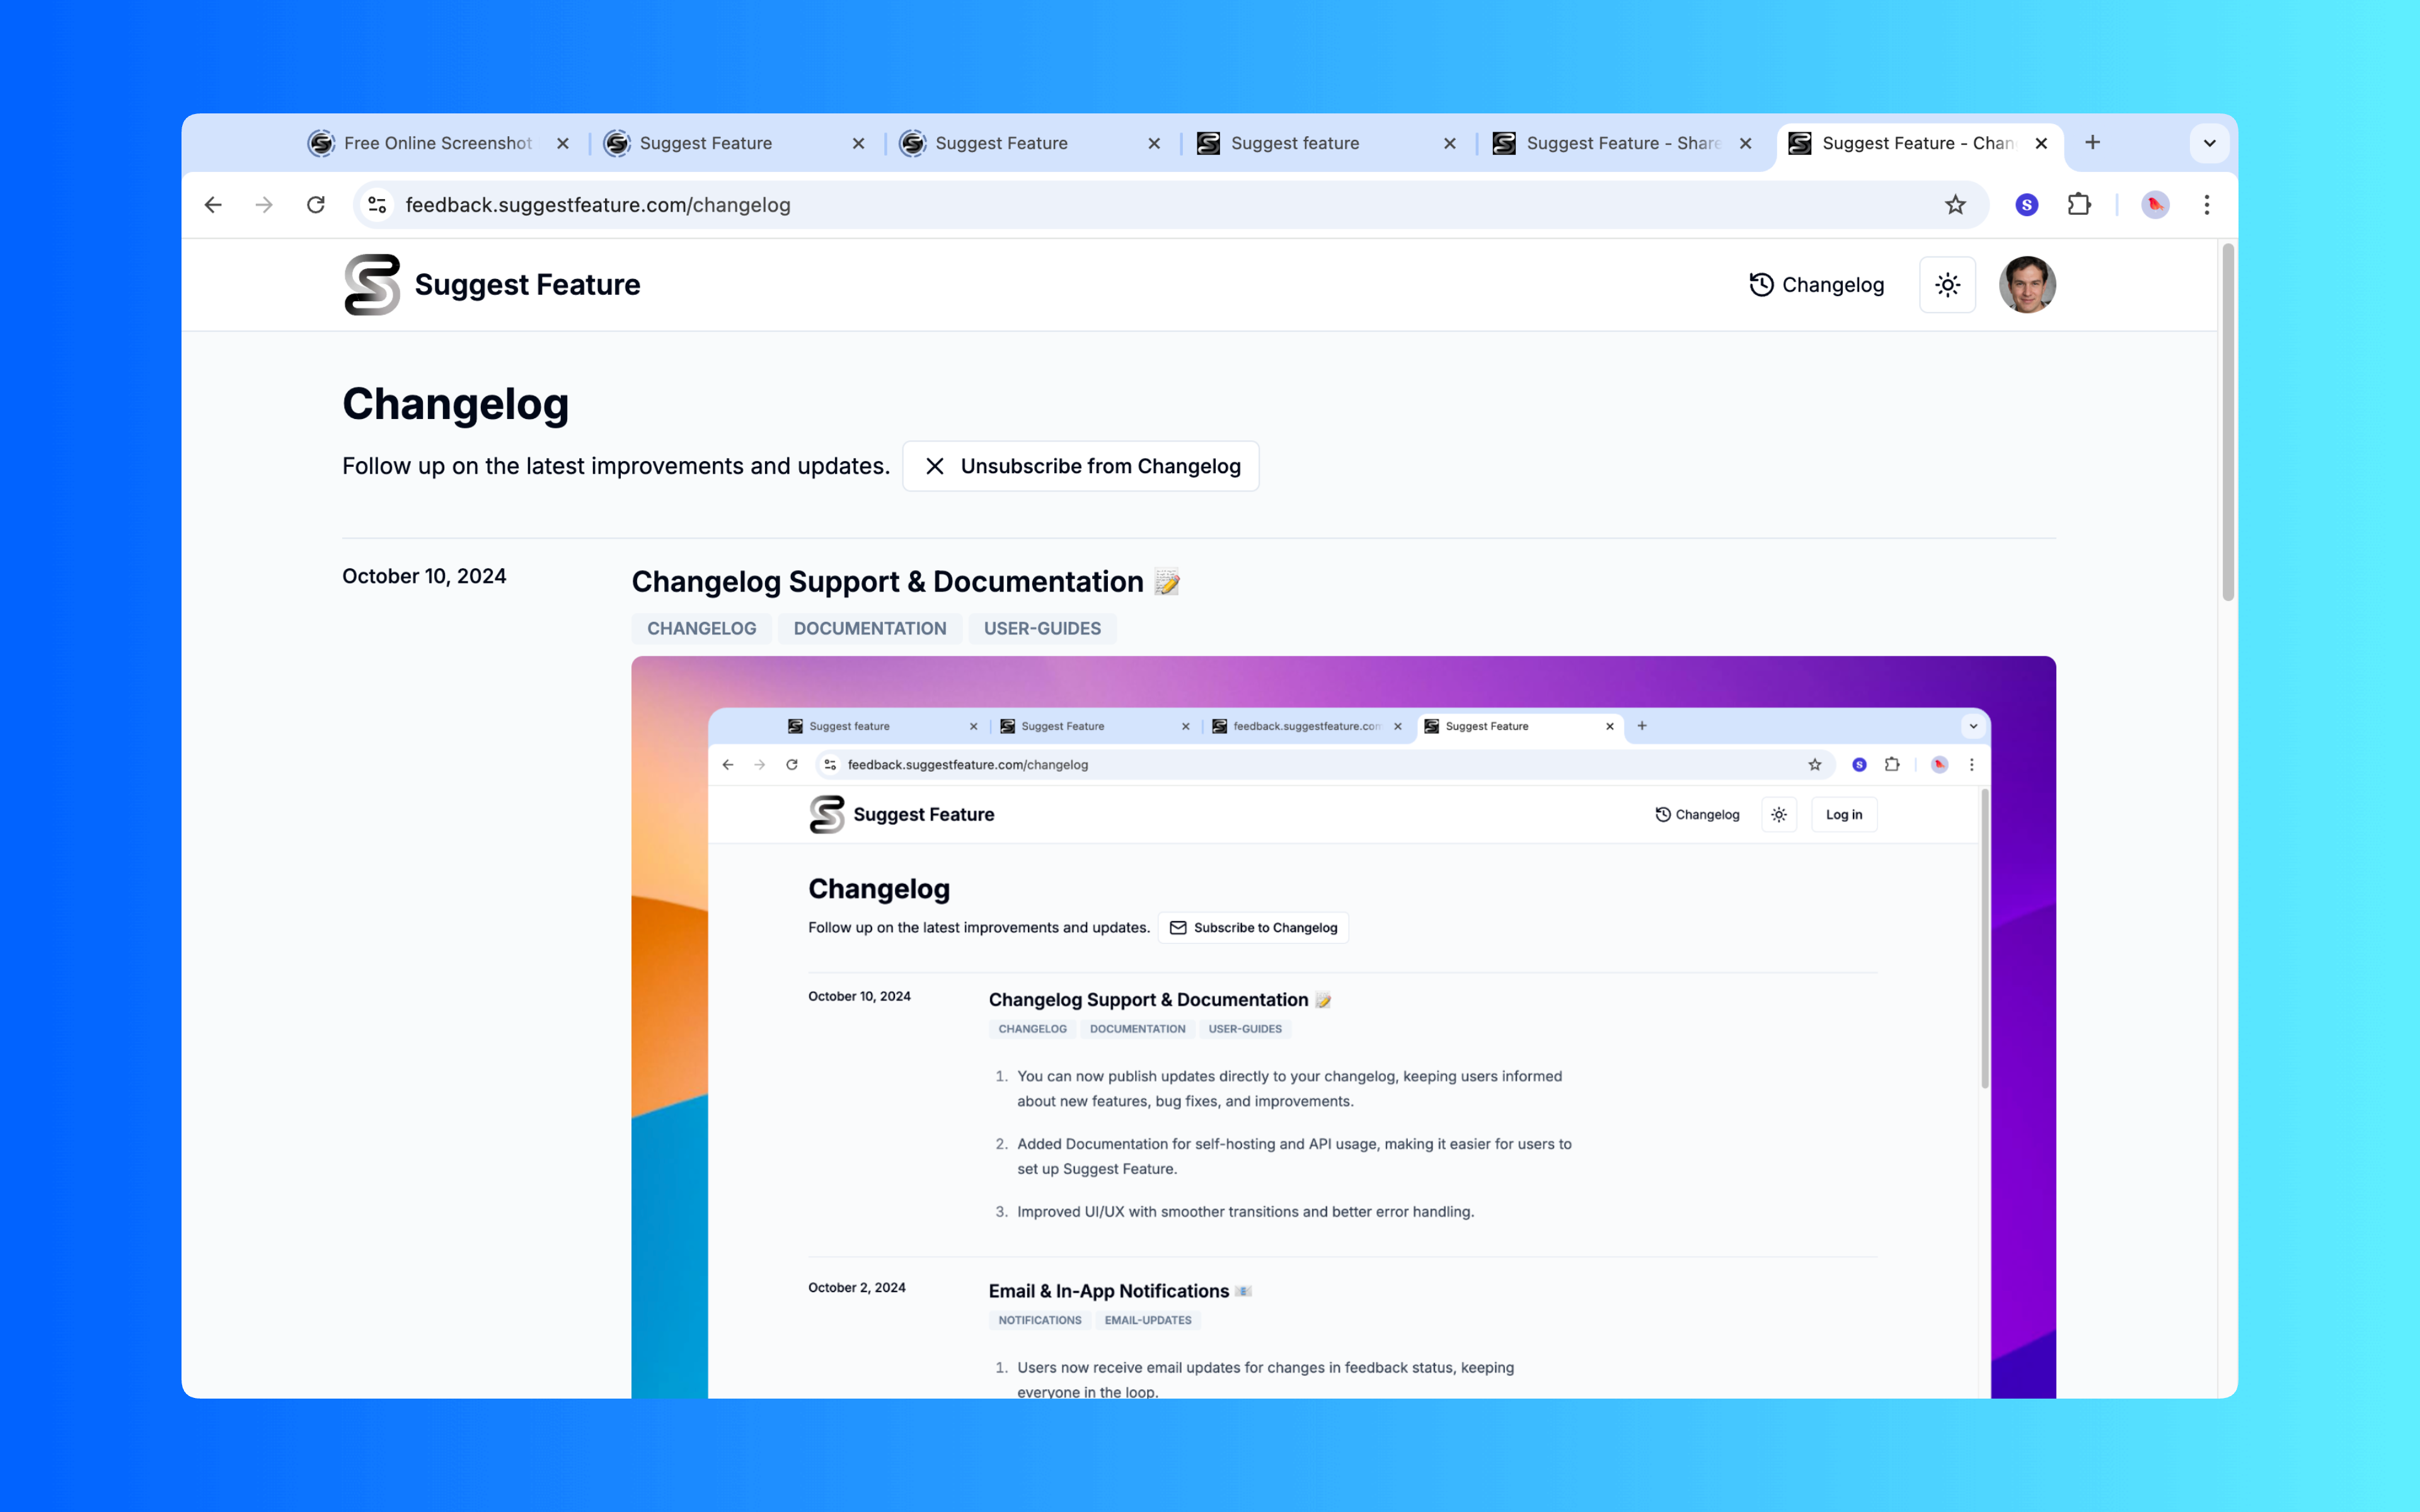 Free Online Screenshot
Suggest Feature
Suggest Feature
Suggest feature
Suggest Feature - Share
Suggest Feature - Chan
feedback.suggestfeature.com/changelog
S
Suggest Feature
Changelog
Changelog
Follow up on the latest improvements and updates.
Unsubscribe from Changelog
October 10, 2024
Changelog Support & Documentation 📝
CHANGELOG DOCUMENTATION USER-GUIDES
Suggest feature
Suggest Feature
feedback.suggestfeature.com
Suggest Feature
feedback.suggestfeature.com/changelog
S
Suggest Feature
Changelog
Log in
Changelog
Follow up on the latest improvements and updates.
Subscribe to Changelog
October 10, 2024
Changelog Support & Documentation 📝
CHANGELOG DOCUMENTATION USER-GUIDES
1. You can now publish updates directly to your changelog, keeping users informed
about new features, bug fixes, and improvements.
2. Added Documentation for self-hosting and API usage, making it easier for users to
set up Suggest Feature.
3. Improved UI/UX with smoother transitions and better error handling.
October 2, 2024
Email & In-App Notifications 📧
NOTIFICATIONS EMAIL-UPDATES
1. Users now receive email updates for changes in feedback status, keeping
everyone in the loop.